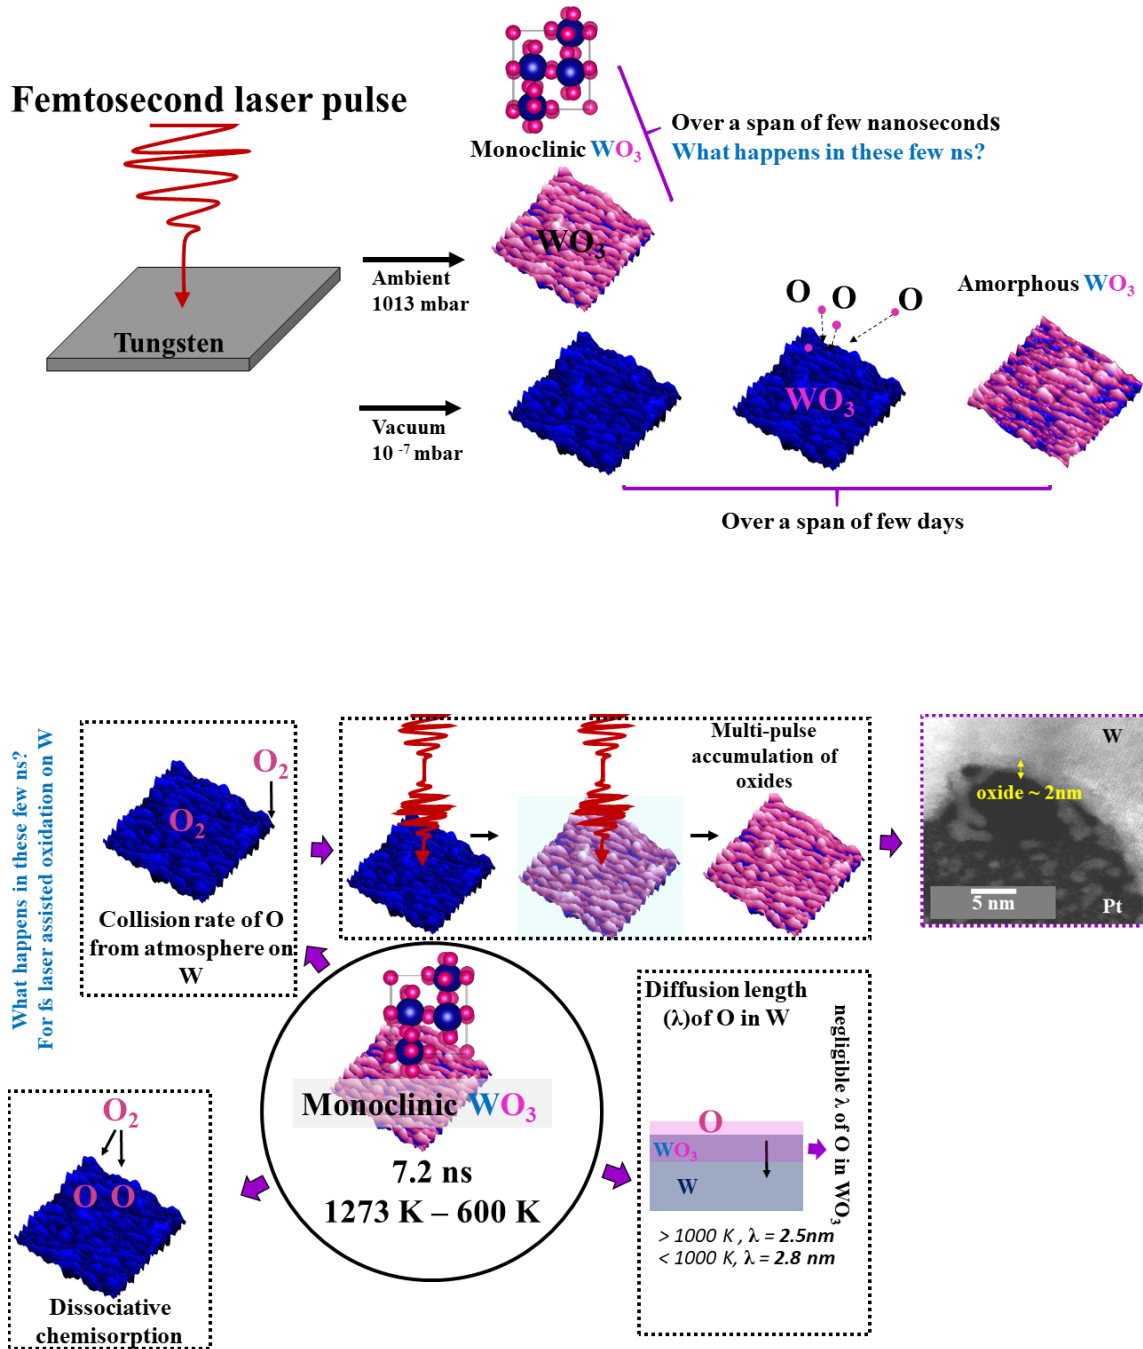 Femtosecond laser pulse
Tungsten
Monoclinic WO₃
Over a span of few nanoseconds
What happens in these few ns?
WO₃
Ambient
1013 mbar
Vacuum
10 ⁻⁷ mbar
O O O
WO₃
Amorphous WO₃
Over a span of few days
What happens in these few ns?
For fs laser assisted oxidation on W
O₂
O₂
Collision rate of O
from atmosphere on
W
Multi-pulse
accumulation of
oxides
W
oxide ~ 2nm
5 nm
Pt
Monoclinic WO₃
7.2 ns
1273 K – 600 K
Diffusion length
(λ)of O in W
O
WO₃
W
negligible λ of O in WO₃
> 1000 K , λ = 2.5nm
< 1000 K, λ = 2.8 nm
O₂
O O
Dissociative
chemisorption